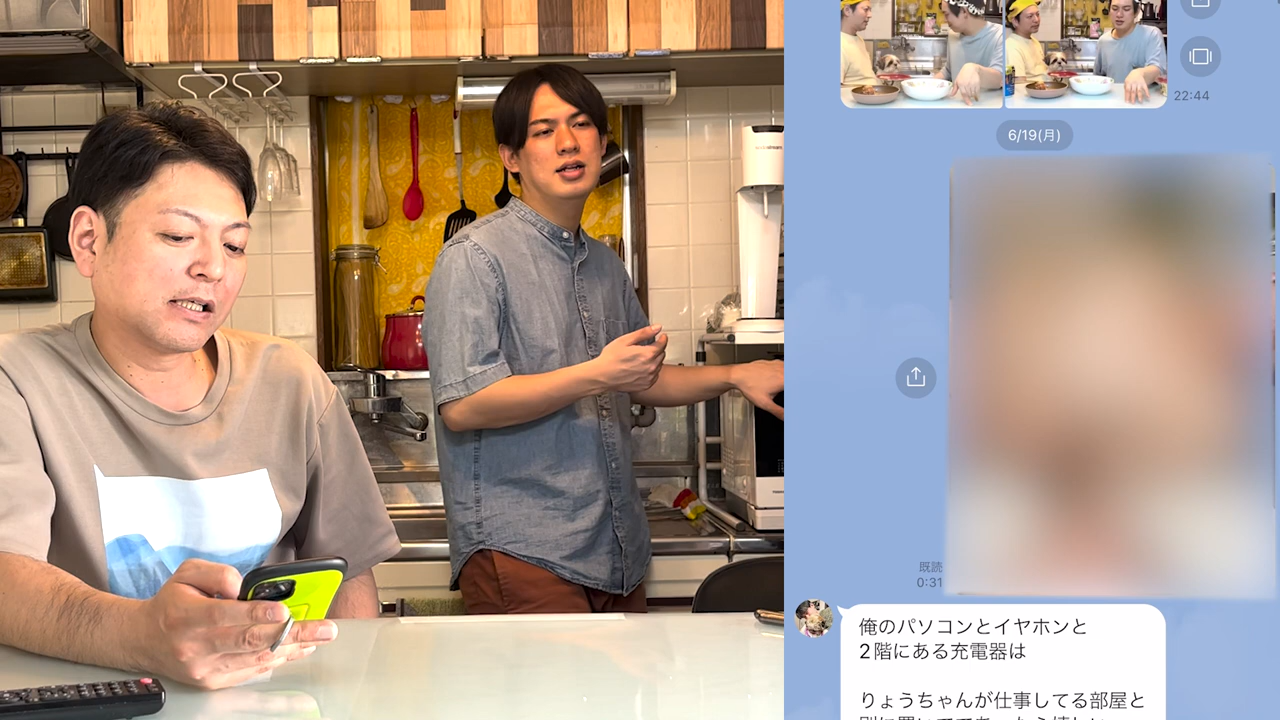 22:44
6/19(月)
既読
0:31
俺のパソコンとイヤホンと
2階にある充電器は
りょうちゃんが仕事してる部屋と